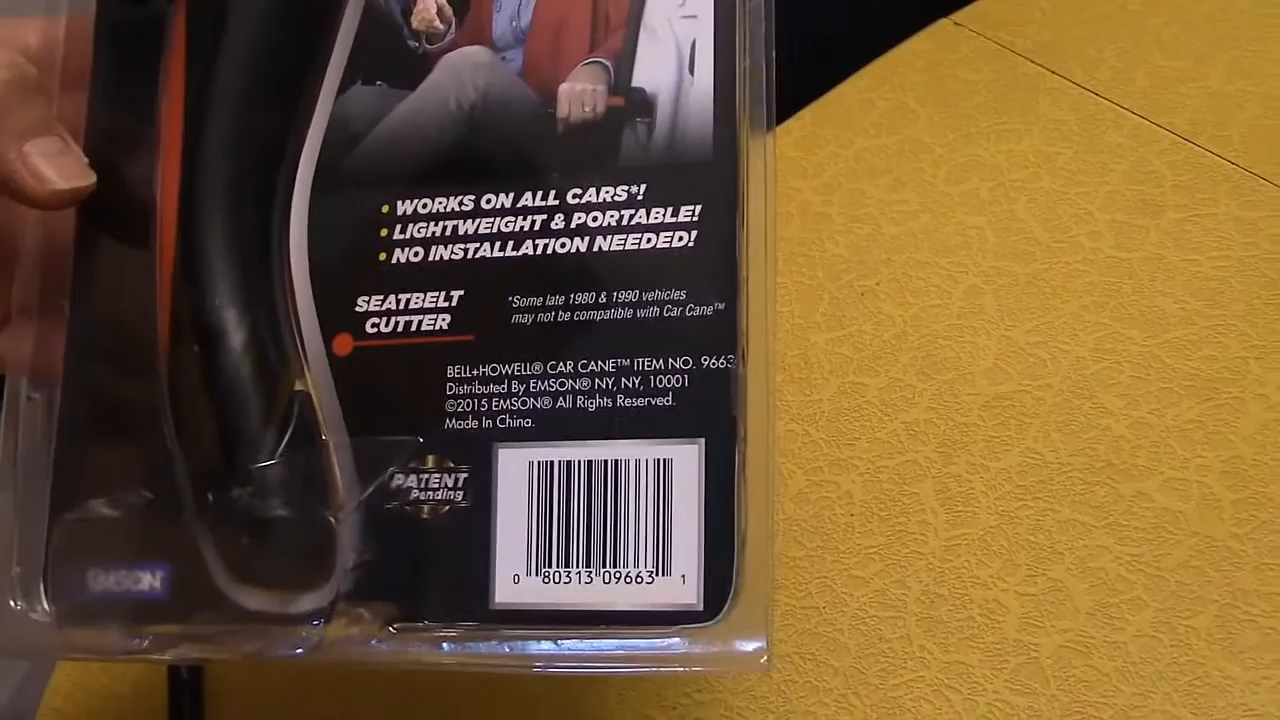 • WORKS ON ALL CARS*!
• LIGHTWEIGHT & PORTABLE!
• NO INSTALLATION NEEDED!
SEATBELT
CUTTER
*Some late 1980 & 1990 vehicles
may not be compatible with Car Cane™
BELL+HOWELL® CAR CANE™ ITEM NO. 9663
Distributed By EMSON® NY, NY, 10001
©2015 EMSON® All Rights Reserved.
Made In China.
PATENT
Pending
EMSON
0 80313 09663 1